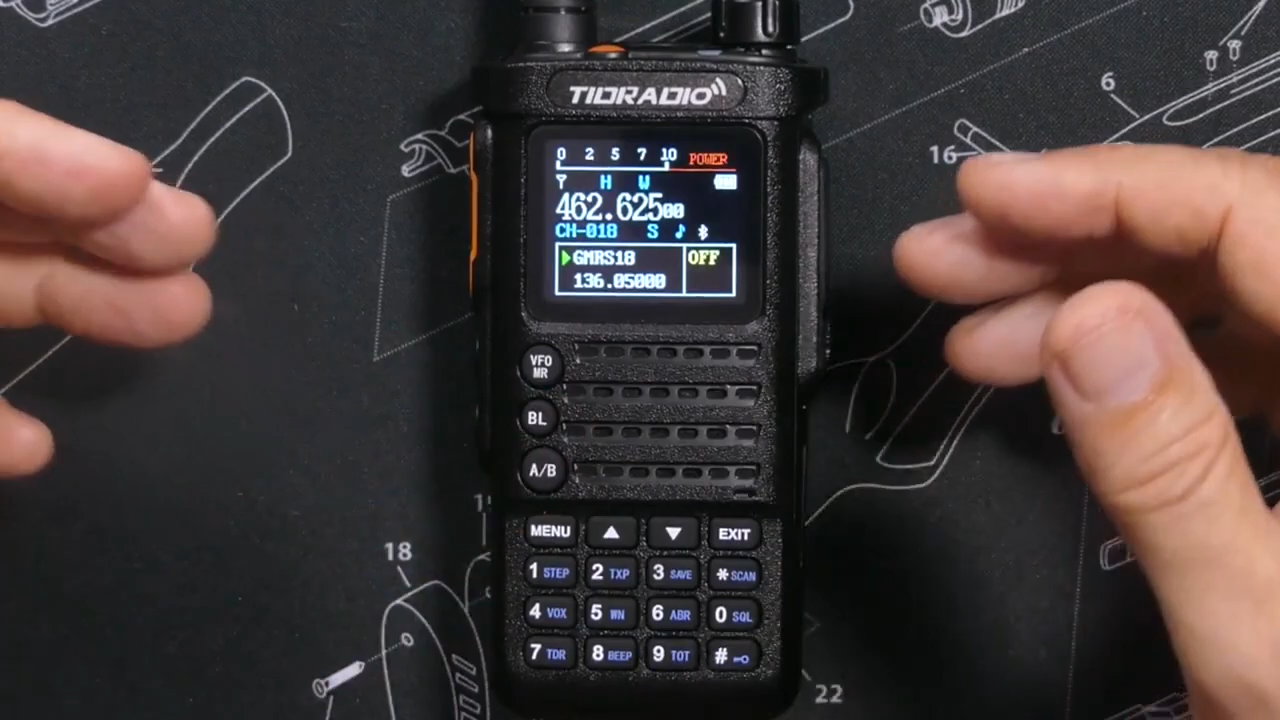 TIDRADIO
0 2 5 7 10 POWER
H W
462.62500
CH-018 S
GMRS18 OFF
136.05000
VFO
MR
BL
A/B
MENU ▲ ▼ EXIT
1 STEP 2 TXP 3 SAVE * SCAN
4 VOX 5 WN 6 ABR 0 SQL
7 TDR 8 BEEP 9 TOT #
6
16
18
22